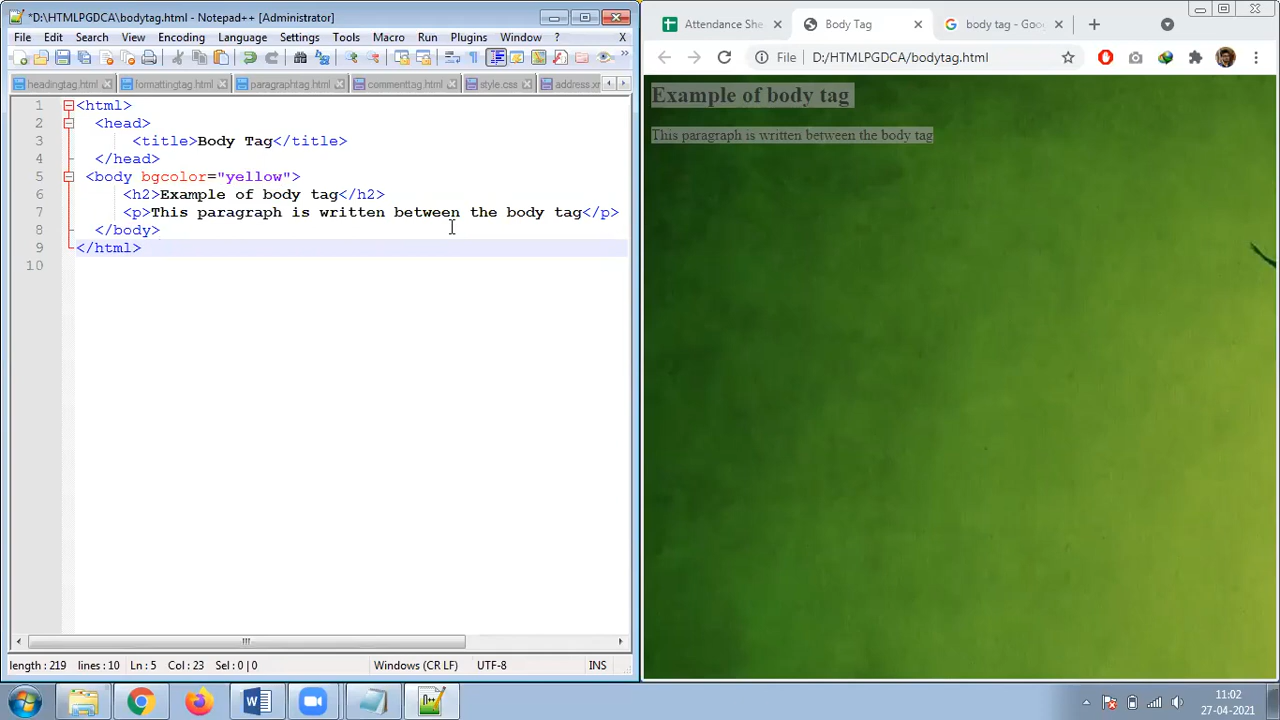 *D:\HTMLPGDCA\bodytag.html - Notepad++ [Administrator]
File Edit Search View Encoding Language Settings Tools Macro Run Plugins Window ? X
headingtag.html formattingtag.html paragraphtag.html commenttag.html style.css address.xr
1 <html>
2 <head>
3 <title>Body Tag</title>
4 </head>
5 <body bgcolor="yellow">
6 <h2>Example of body tag</h2>
7 <p>This paragraph is written between the body tag</p>
8 </body>
9 </html>
10
length : 219 lines : 10 Ln : 5 Col : 23 Sel : 0 | 0 Windows (CR LF) UTF-8 INS
Attendance She Body Tag body tag - Goo
File D:/HTMLPGDCA/bodytag.html
Example of body tag
This paragraph is written between the body tag
11:02
27-04-2021